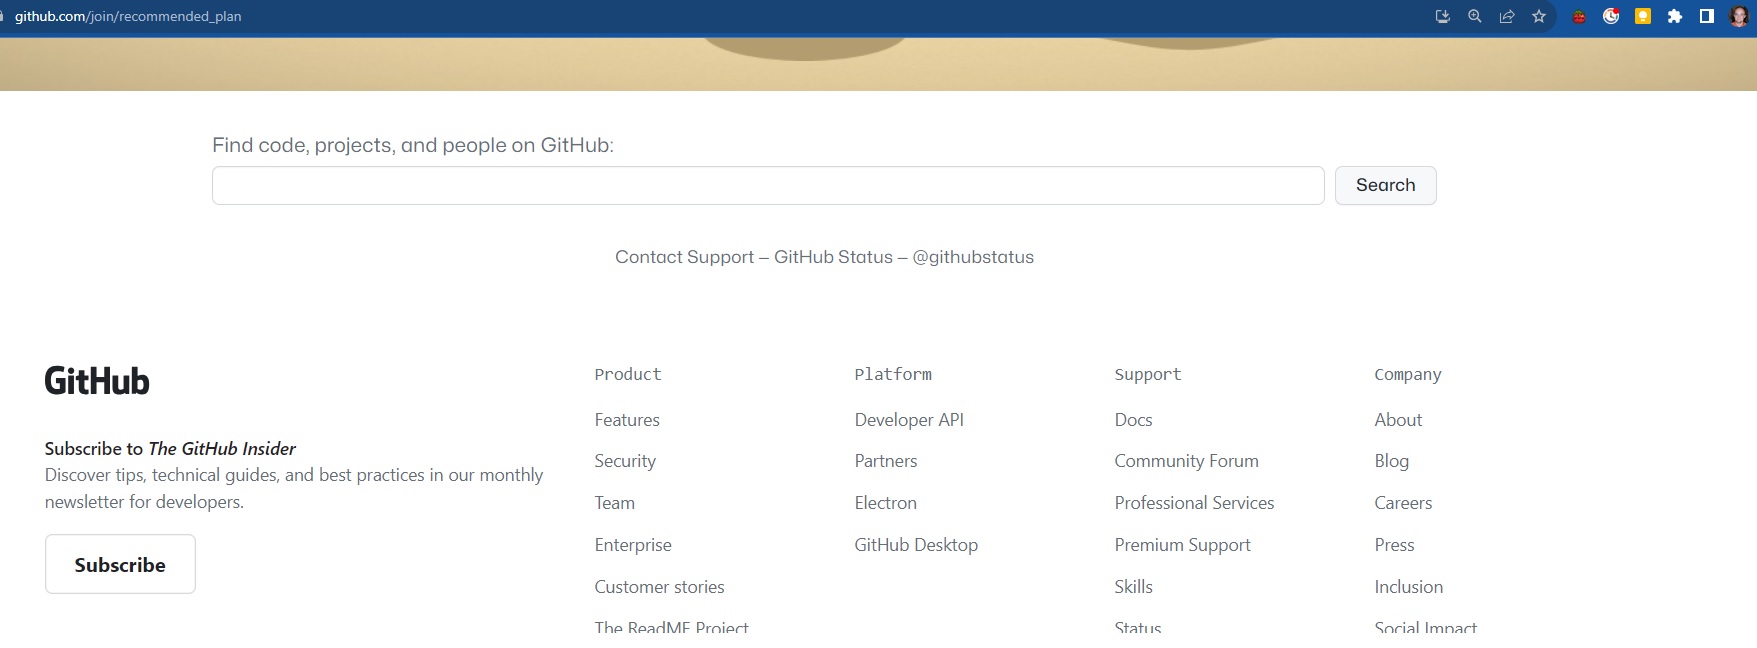 github.com/join/recommended_plan
Find code, projects, and people on GitHub:
Search
Contact Support — GitHub Status — @githubstatus
GitHub
Subscribe to The GitHub Insider
Discover tips, technical guides, and best practices in our monthly
newsletter for developers.
Subscribe
Product
Features
Security
Team
Enterprise
Customer stories
The ReadME Project
Platform
Developer API
Partners
Electron
GitHub Desktop
Support
Docs
Community Forum
Professional Services
Premium Support
Skills
Status
Company
About
Blog
Careers
Press
Inclusion
Social Impact